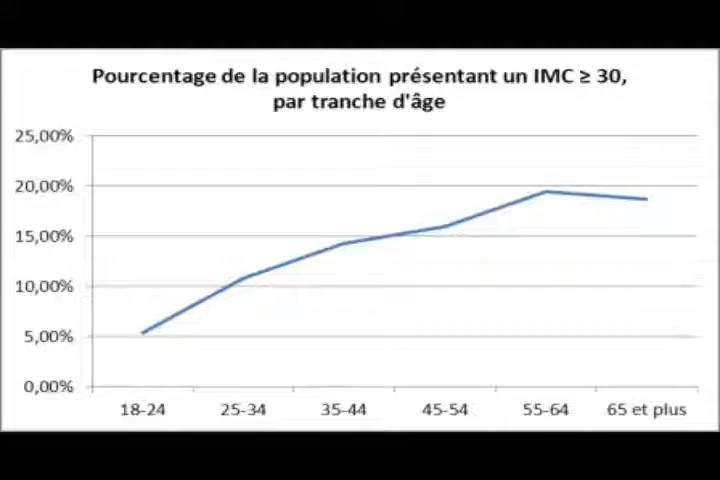 Pourcentage de la population présentant un IMC ≥ 30,
par tranche d'âge
25,00%
20,00%
15,00%
10,00%
5,00%
0,00%
18-24 25-34 35-44 45-54 55-64 65 et plus